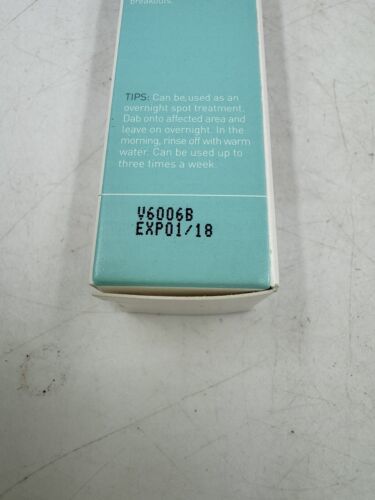 breakouts.
TIPS: Can be used as an
overnight spot treatment.
Dab onto affected area and
leave on overnight. In the
morning, rinse off with warm
water. Can be used up to
three times a week.
V6006B
EXP01/18